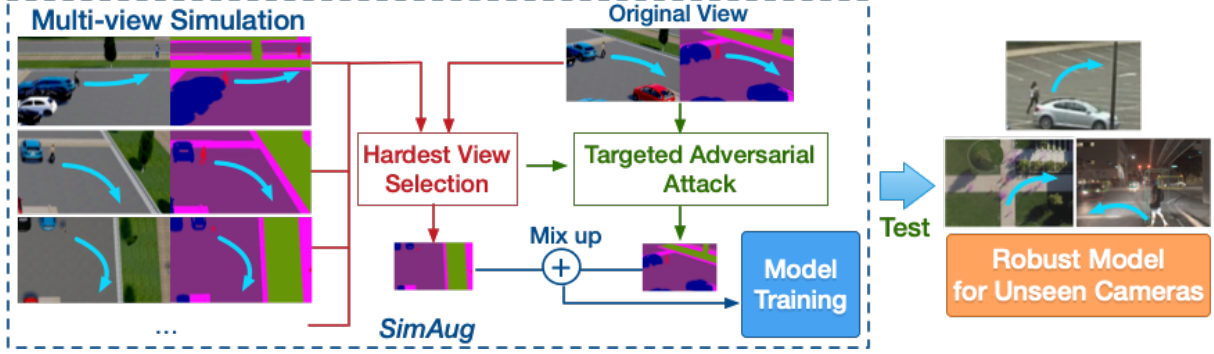 Multi-view Simulation
Original View
Hardest View
Selection
Targeted Adversarial
Attack
Mix up
+
Model
Training
...
SimAug
Test
Robust Model
for Unseen Cameras